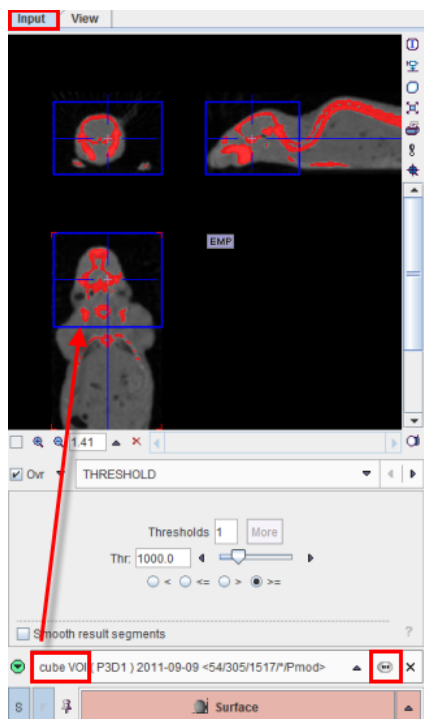 Input View
EMP
1.41
Ovr THRESHOLD
Thresholds 1 More
Thr: 1000.0
< <= > >=
Smooth result segments ?
cube VOI ( P3D1 ) 2011-09-09 <54/305/1517/*/Pmod>
S Surface